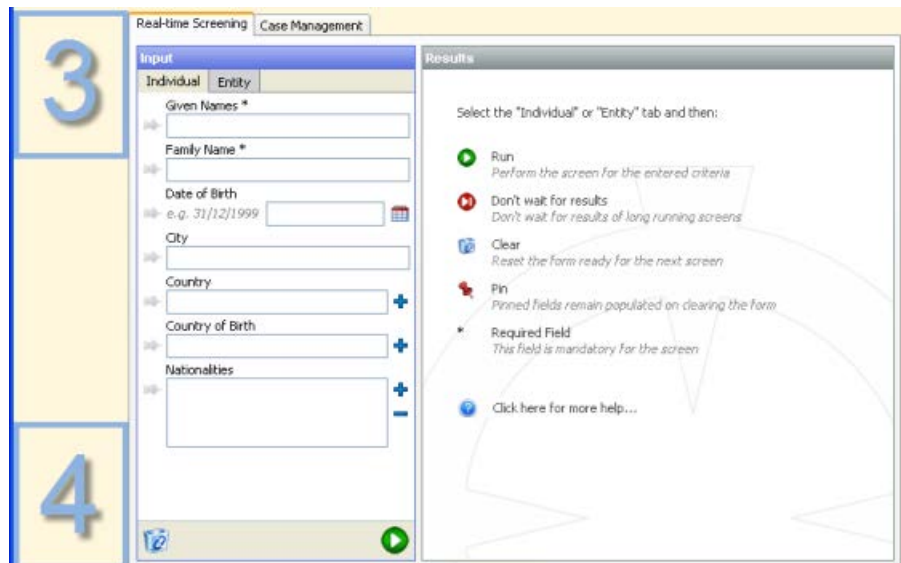 3
4
Real-time Screening
Case Management
Input
Individual
Entity
Given Names *
Family Name *
Date of Birth
e.g. 31/12/1999
City
Country
Country of Birth
Nationalities
Results
Select the "Individual" or "Entity" tab and then:
Run
Perform the screen for the entered criteria
Don't wait for results
Don't wait for results of long running screens
Clear
Reset the form ready for the next screen
Pin
Pinned fields remain populated on clearing the form
* Required Field
This field is mandatory for the screen
Click here for more help...